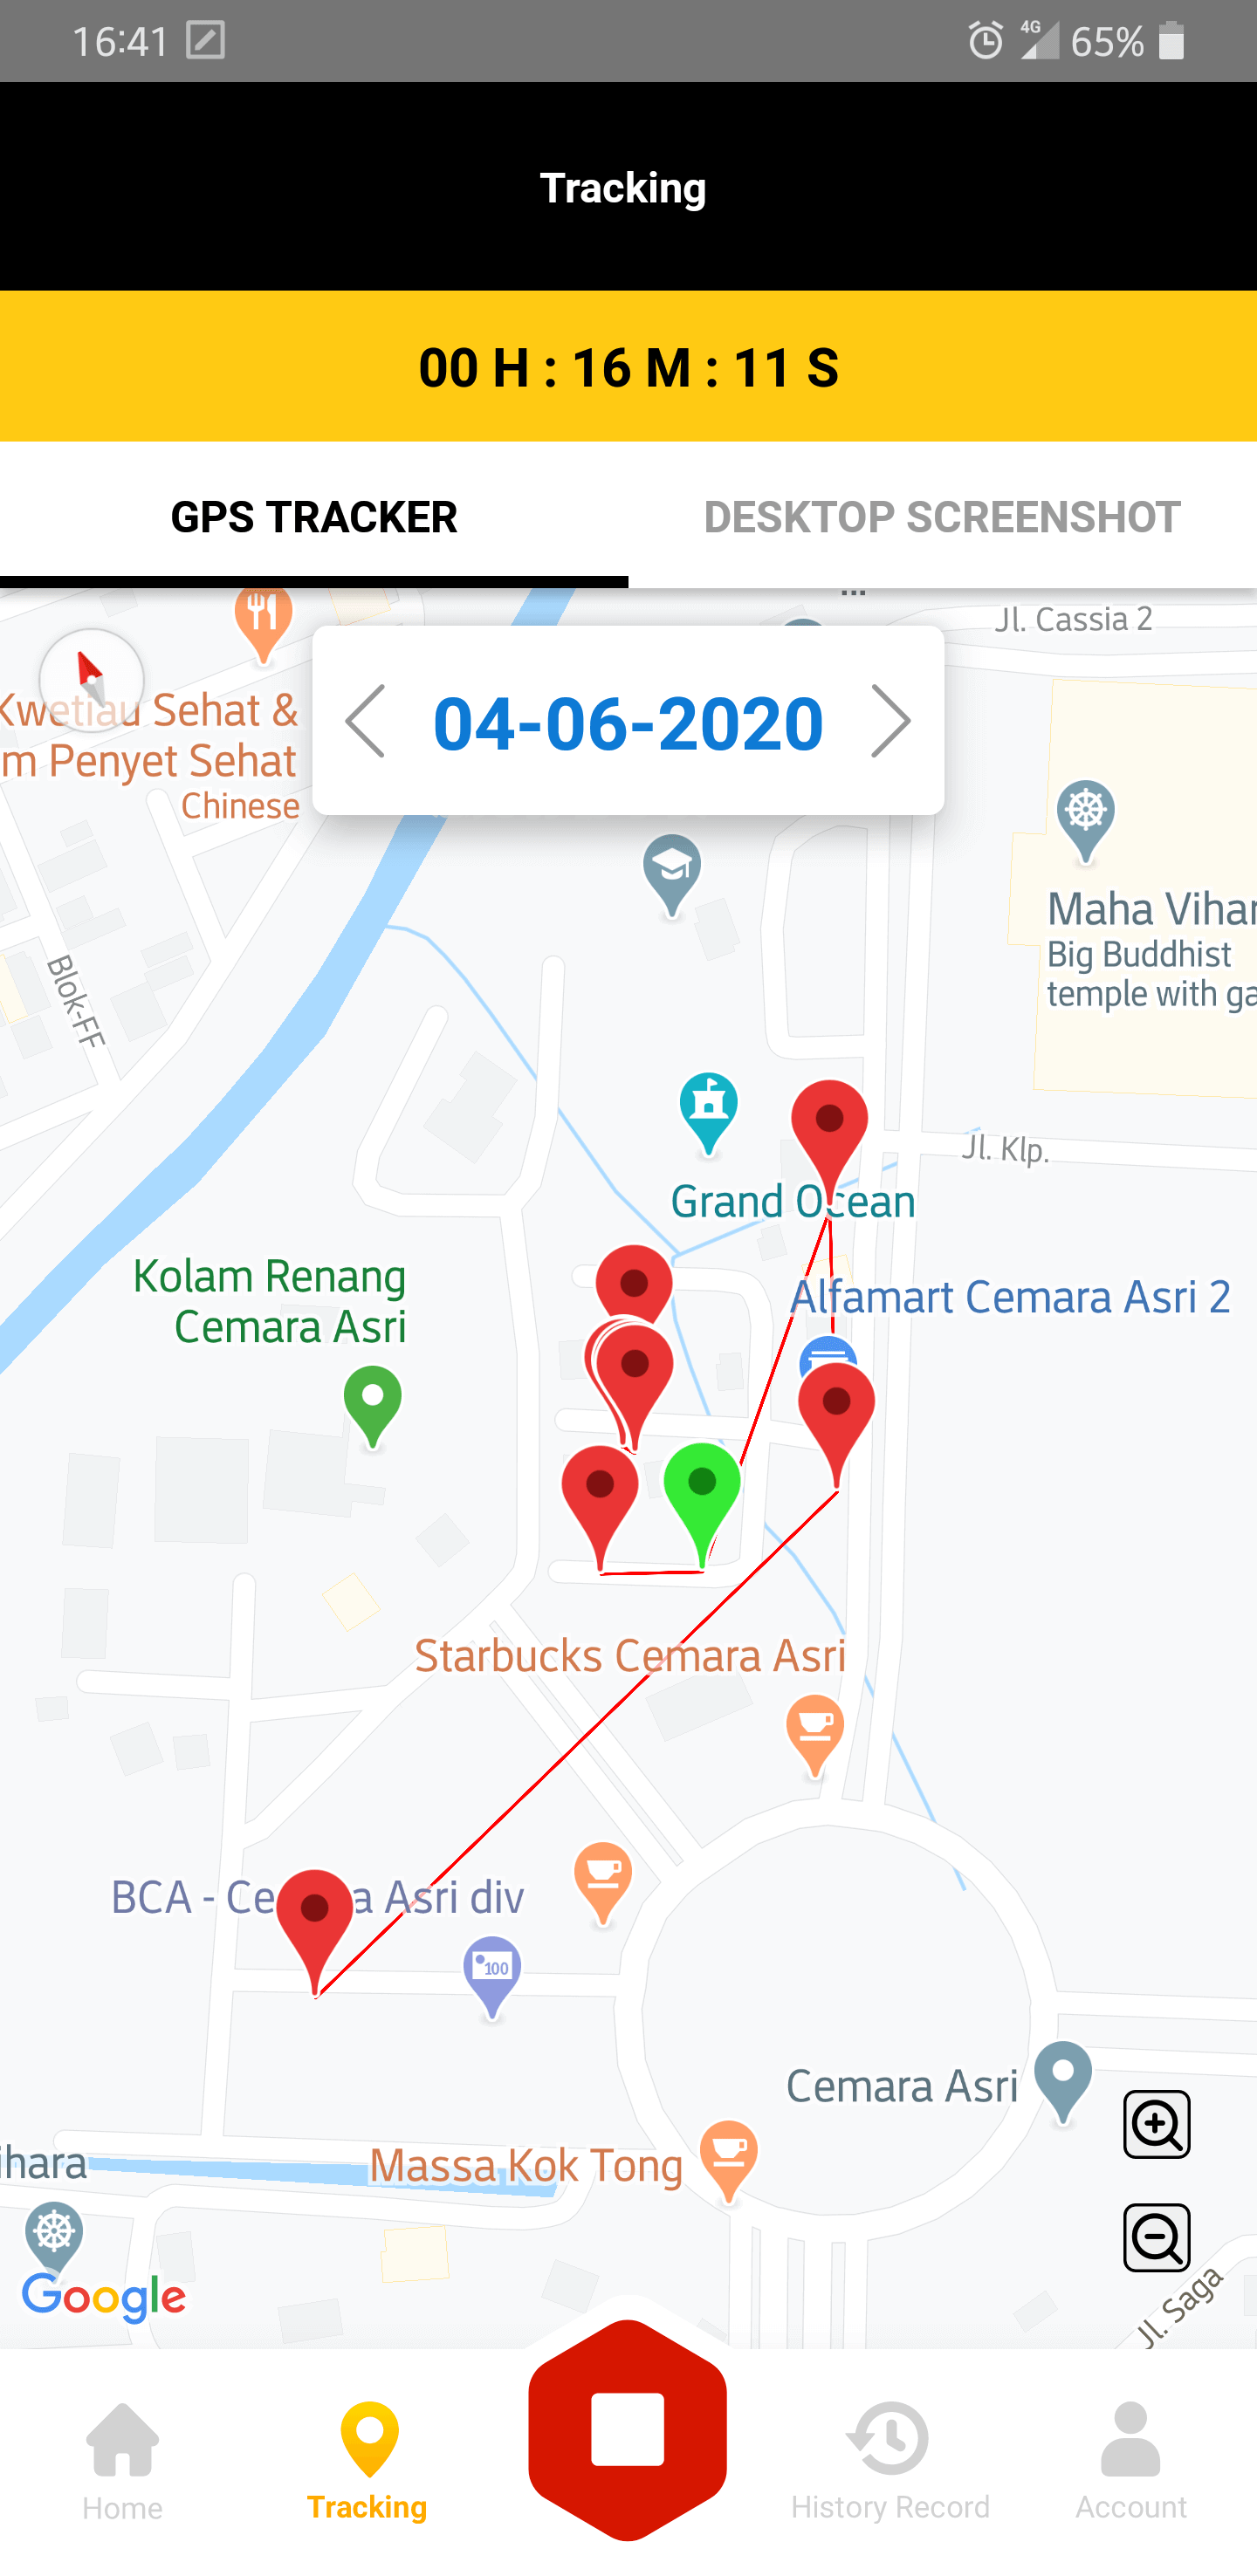 16:41
4G 65%
Tracking
00 H : 16 M : 11 S
GPS TRACKER
DESKTOP SCREENSHOT
...
Jl. Cassia 2
04-06-2020
Kwetiau Sehat &
m Penyet Sehat
Chinese
Maha Vihar
Big Buddhist
temple with ga
Blok-FF
Jl. Klp.
Grand Ocean
Kolam Renang
Cemara Asri
Alfamart Cemara Asri 2
Starbucks Cemara Asri
BCA - Ce a Asri div
100
Cemara Asri
ihara
Massa Kok Tong
Google
Jl. Saga
Home
Tracking
History Record
Account